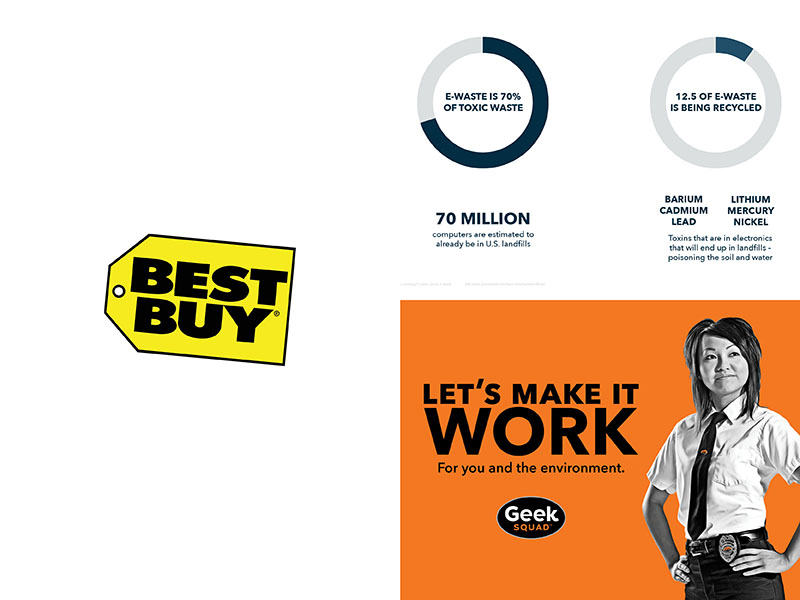 BEST
BUY®
E-WASTE IS 70%
OF TOXIC WASTE
12.5 OF E-WASTE
IS BEING RECYCLED
70 MILLION
computers are estimated to
already be in U.S. landfills
BARIUM
CADMIUM
LEAD
LITHIUM
MERCURY
NICKEL
Toxins that are in electronics
that will end up in landfills –
poisoning the soil and water
LET'S MAKE IT
WORK
For you and the environment.
Geek
SQUAD